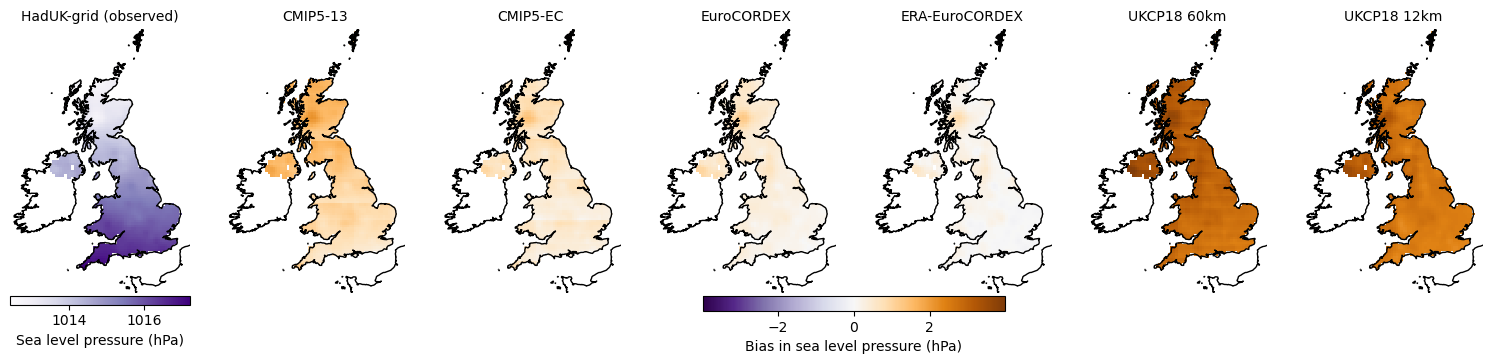 HadUK-grid (observed)
CMIP5-13
CMIP5-EC
EuroCORDEX
ERA-EuroCORDEX
UKCP18 60km
UKCP18 12km
1014 1016
Sea level pressure (hPa)
−2 0 2
Bias in sea level pressure (hPa)